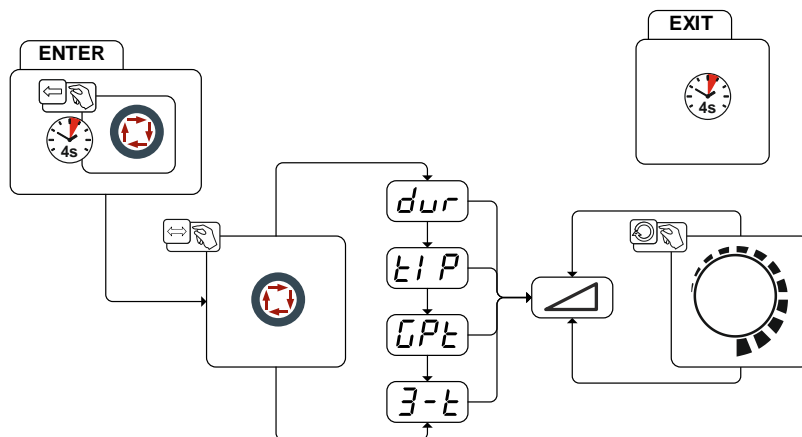 EXIT
ENTER
4s
4s
dur
tIP
GPt
3-t